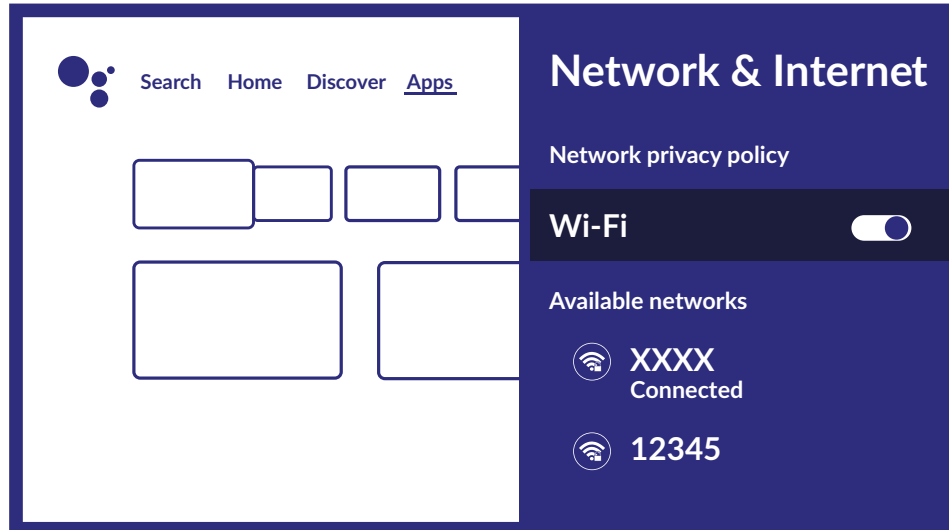 Search Home Discover Apps
Network & Internet
Network privacy policy
Wi-Fi
Available networks
XXXX
Connected
12345